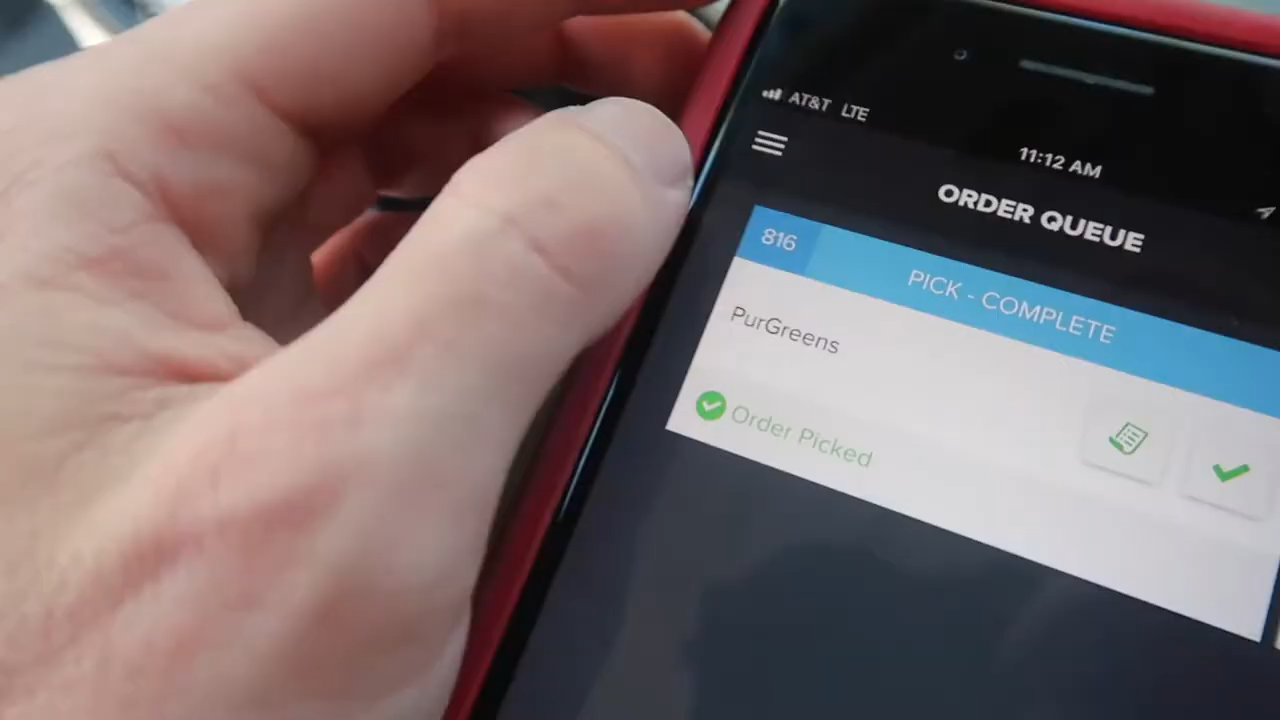 AT&T LTE
11:12 AM
ORDER QUEUE
816
PICK - COMPLETE
PurGreens
Order Picked